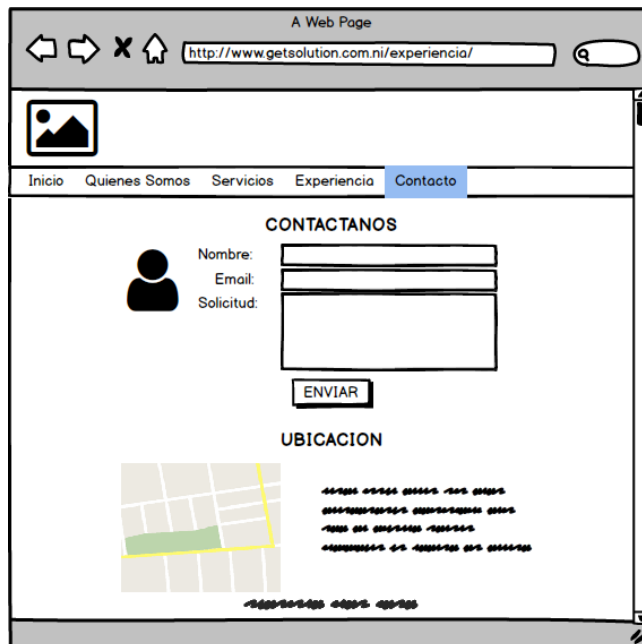 A Web Page
http://www.getsolution.com.ni/experiencia/
Inicio Quienes Somos Servicios Experiencia Contacto
CONTACTANOS
Nombre:
Email:
Solicitud:
ENVIAR
UBICACION